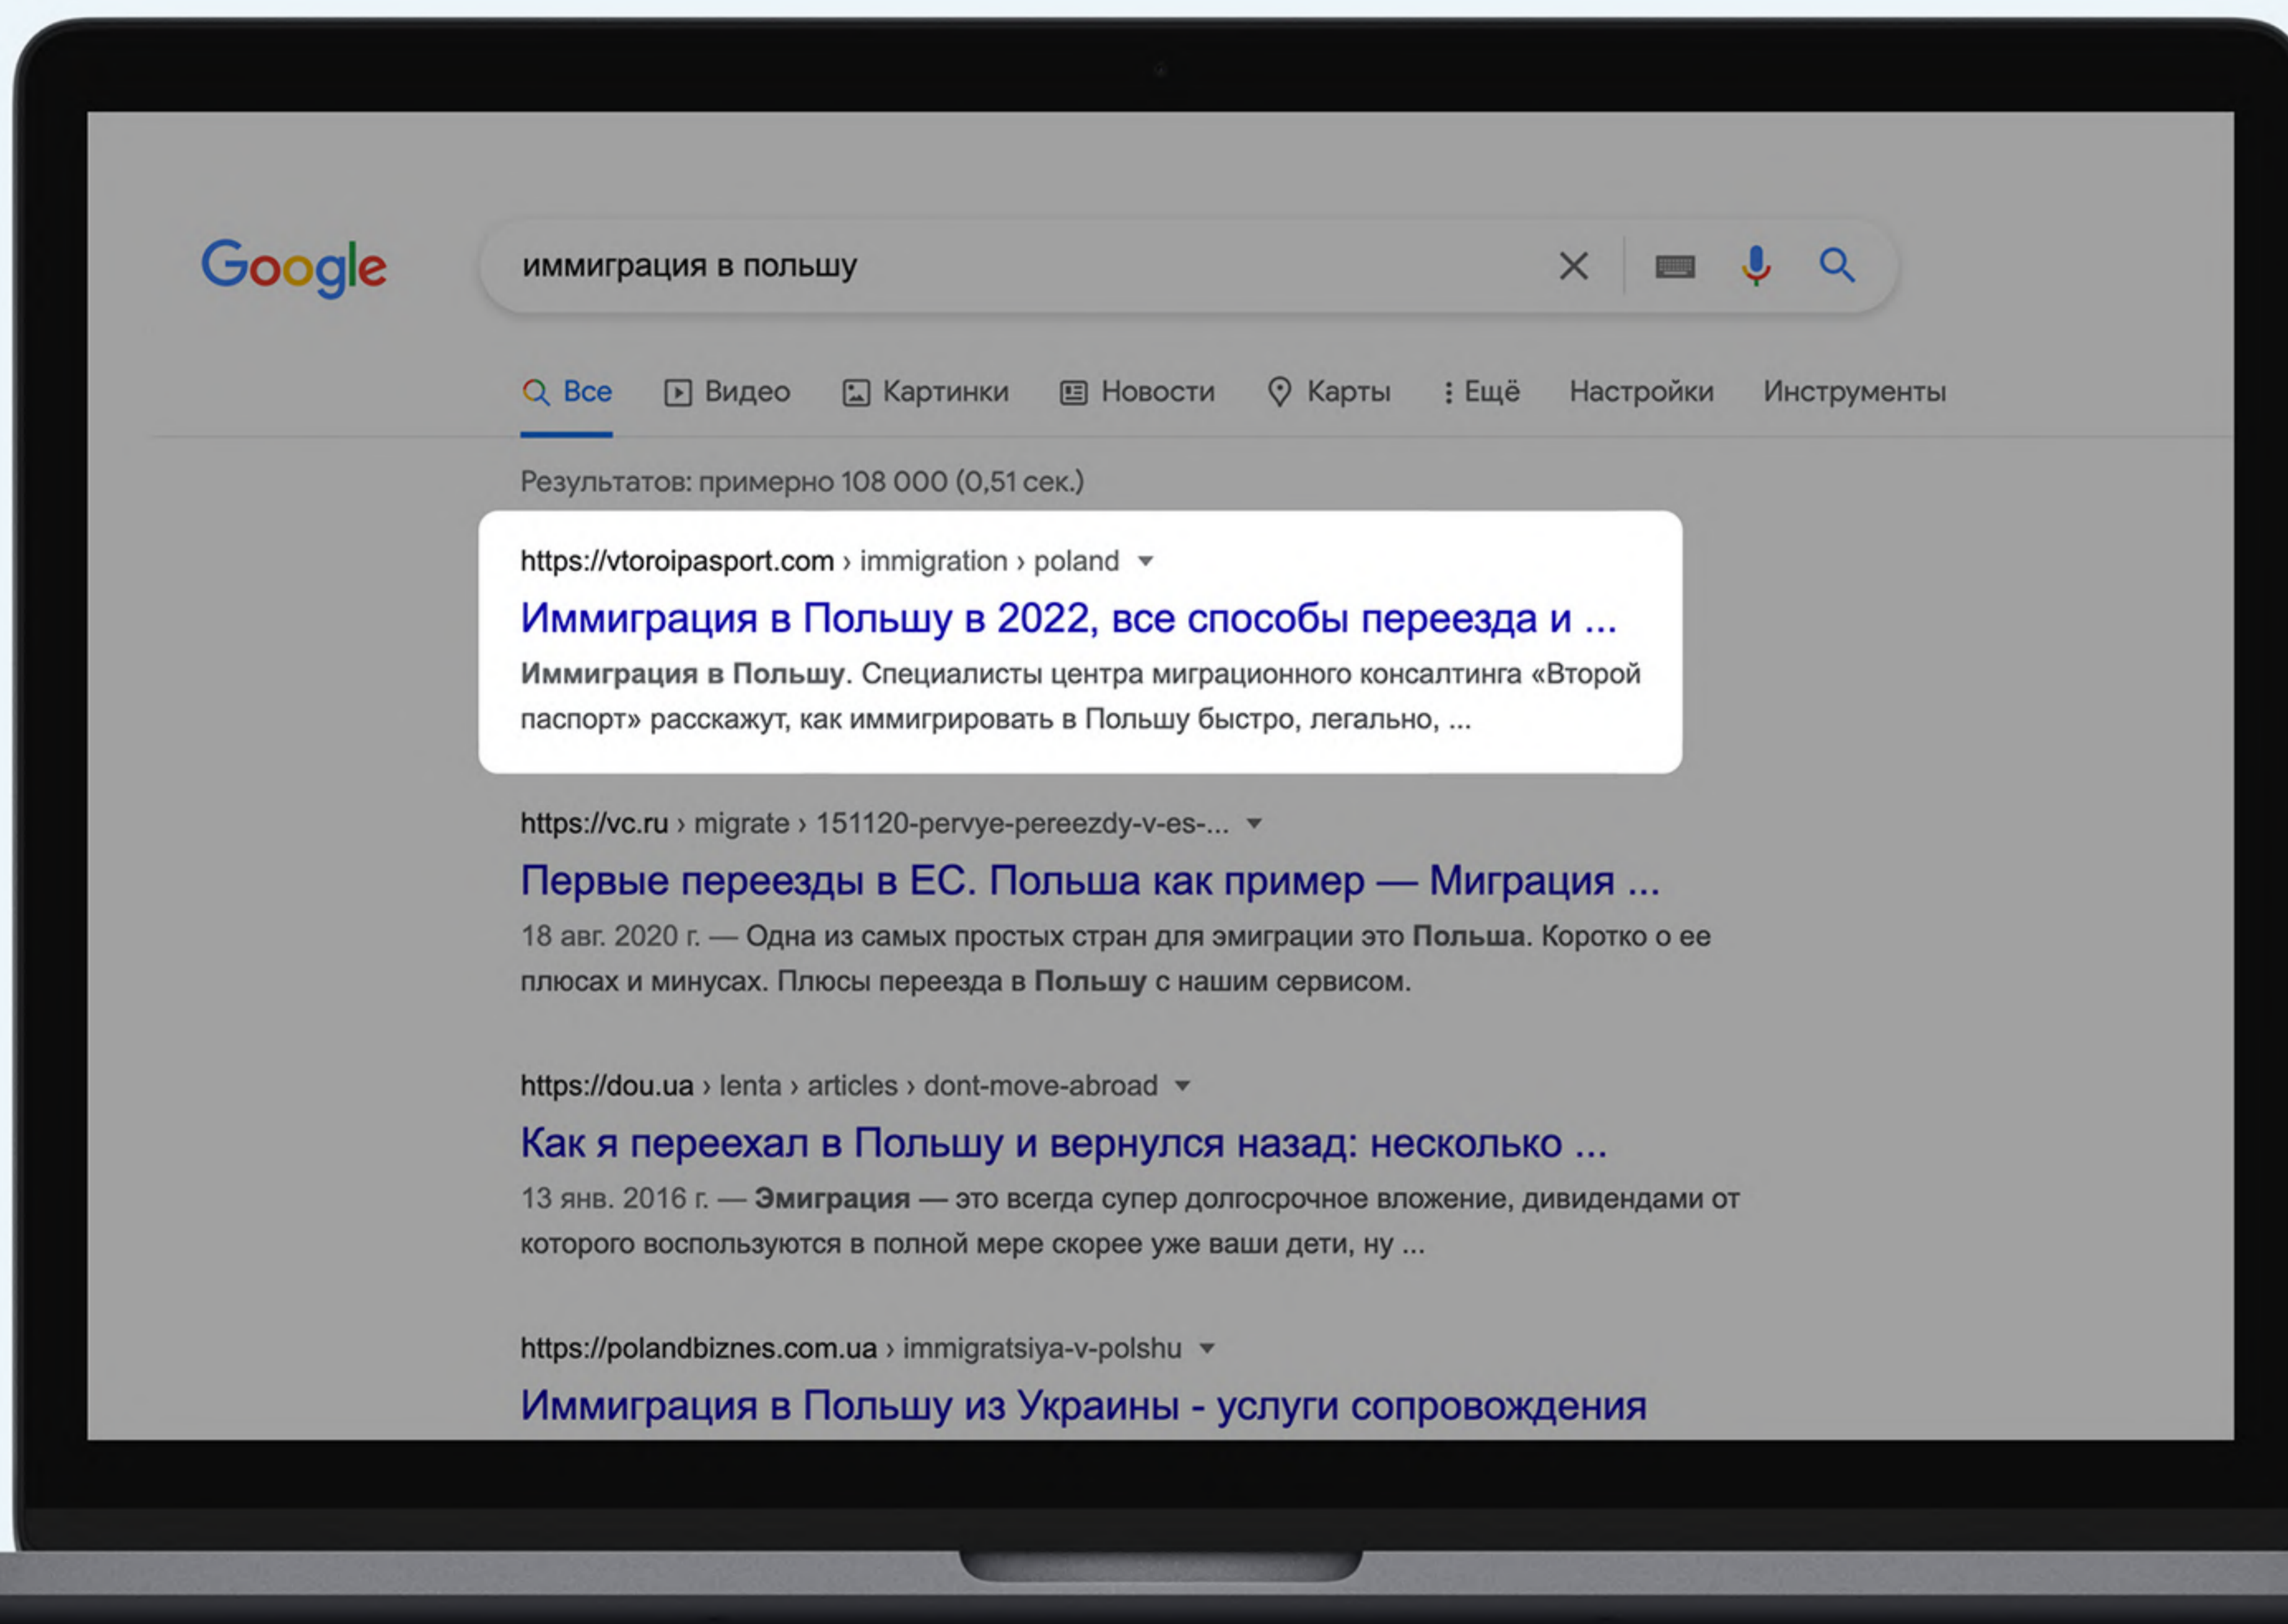 Google
иммиграция в польшу
Все Видео Картинки Новости Карты Ещё Настройки Инструменты
Результатов: примерно 108 000 (0,51 сек.)
https://vtoroipasport.com › immigration › poland
Иммиграция в Польшу в 2022, все способы переезда и ...
Иммиграция в Польшу. Специалисты центра миграционного консалтинга «Второй
паспорт» расскажут, как иммигрировать в Польшу быстро, легально, ...
https://vc.ru › migrate › 151120-pervye-pereezdy-v-es-...
Первые переезды в ЕС. Польша как пример — Миграция ...
18 авг. 2020 г. — Одна из самых простых стран для эмиграции это Польша. Коротко о ее
плюсах и минусах. Плюсы переезда в Польшу с нашим сервисом.
https://dou.ua › lenta › articles › dont-move-abroad
Как я переехал в Польшу и вернулся назад: несколько ...
13 янв. 2016 г. — Эмиграция — это всегда супер долгосрочное вложение, дивидендами от
которого воспользуются в полной мере скорее уже ваши дети, ну ...
https://polandbiznes.com.ua › immigratsiya-v-polshu
Иммиграция в Польшу из Украины - услуги сопровождения